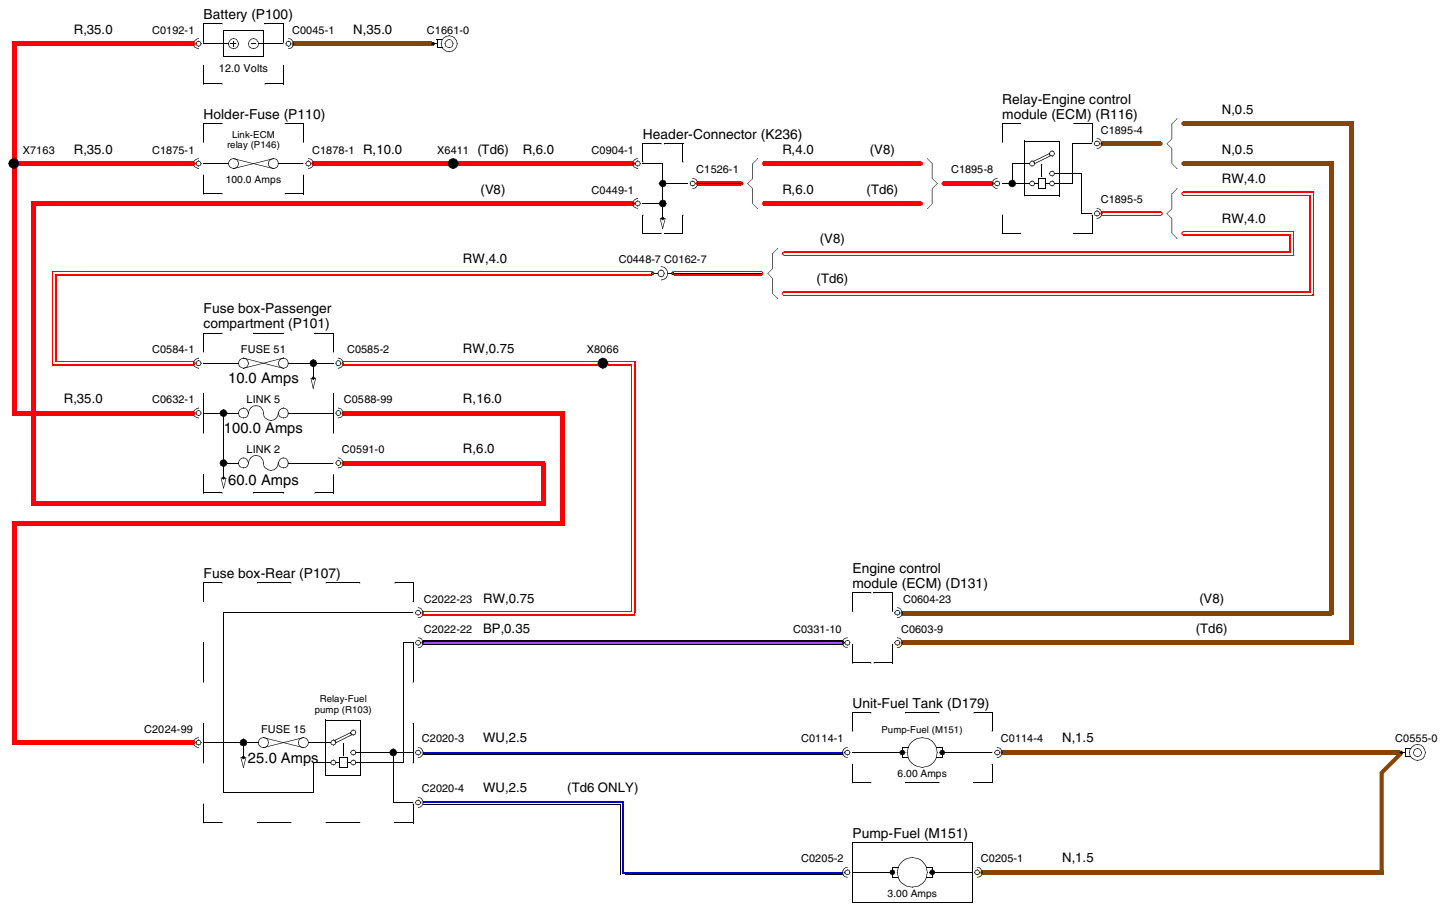 Battery (P100)
R,35.0
C0192-1
C0045-1
N,35.0
C1661-0
12.0 Volts
Holder-Fuse (P110)
Link-ECM
relay (P146)
100.0 Amps
X7163
R,35.0
C1875-1
C1878-1
R,10.0
X6411
(Td6)
R,6.0
C0904-1
Header-Connector (K236)
(V8)
C0449-1
C1526-1
R,4.0
(V8)
R,6.0
(Td6)
C1895-8
Relay-Engine control
module (ECM) (R116)
C1895-4
N,0.5
N,0.5
C1895-5
RW,4.0
RW,4.0
(V8)
(Td6)
RW,4.0
C0448-7 C0162-7
Fuse box-Passenger
compartment (P101)
C0584-1
FUSE 51
10.0 Amps
C0585-2
RW,0.75
X8066
R,35.0
C0632-1
LINK 5
100.0 Amps
C0588-99
R,16.0
LINK 2
60.0 Amps
C0591-0
R,6.0
Fuse box-Rear (P107)
C2022-23
RW,0.75
C2022-22
BP,0.35
C0331-10
Engine control
module (ECM) (D131)
C0604-23
(V8)
C0603-9
(Td6)
Relay-Fuel
pump (R103)
C2024-99
FUSE 15
25.0 Amps
C2020-3
WU,2.5
C0114-1
Unit-Fuel Tank (D179)
Pump-Fuel (M151)
6.00 Amps
C0114-4
N,1.5
C0555-0
C2020-4
WU,2.5
(Td6 ONLY)
Pump-Fuel (M151)
C0205-2
3.00 Amps
C0205-1
N,1.5